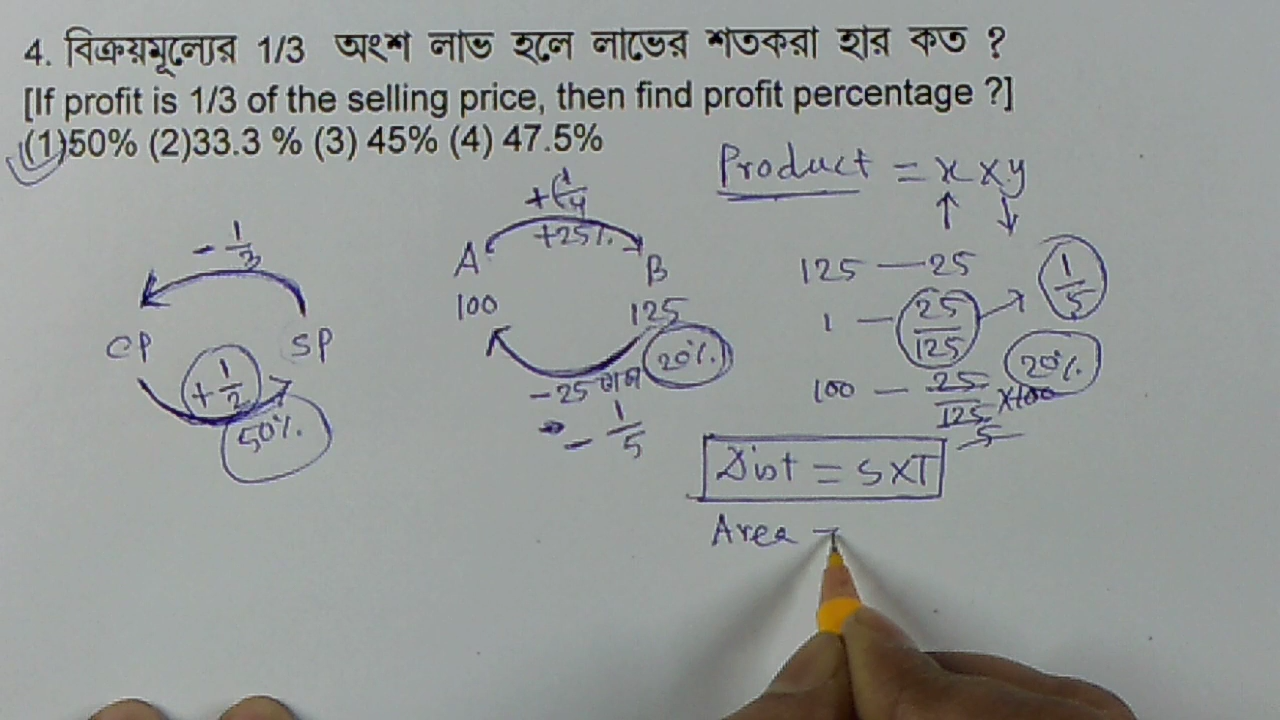 4. বিক্রয়মূল্যের 1/3 অংশ লাভ হলে লাভের শতকরা হার কত ?
[If profit is 1/3 of the selling price, then find profit percentage ?]
(1)50% (2)33.3 % (3) 45% (4) 47.5%
- 1/3
CP SP
+ 1/2
50%
+ 1/4
+25%
A B
100 125
20%
-25
- 1/5
Product = x × y
↑ ↓
125 — 25
1 — 25/125 → 1/5
100 — 25/125 × 100
5
20%
Dist = S×T
Area